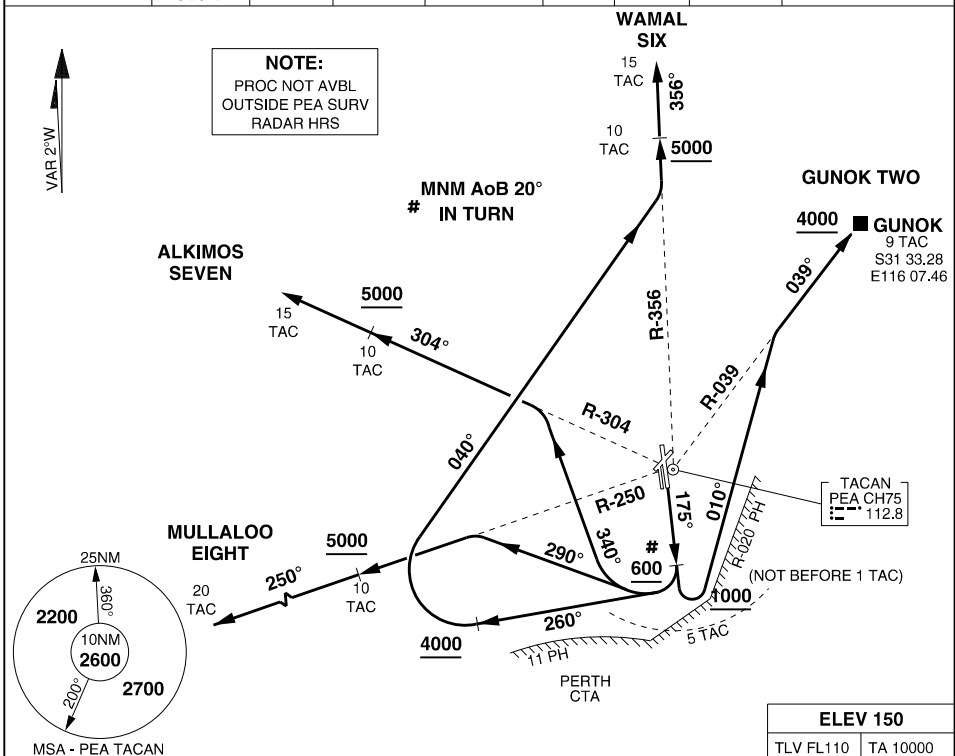 WAMAL
SIX
NOTE:
PROC NOT AVBL
OUTSIDE PEA SURV
RADAR HRS
15
TAC
356°
VAR 2°W
10
TAC
5000
MNM AoB 20°
# IN TURN
GUNOK TWO
4000
GUNOK
9 TAC
S31 33.28
E116 07.46
ALKIMOS
SEVEN
5000
15
TAC
10
TAC
304°
R-356
039°
R-039
R-304
040°
R-250
175°
010°
R-020 PH
TACAN
PEA CH75
112.8
MULLALOO
EIGHT
5000
340°
290°
#
600
(NOT BEFORE 1 TAC)
1000
250°
20
TAC
10
TAC
260°
4000
5 TAC
11 PH
PERTH
CTA
25NM
360°
2200
10NM
2600
2700
200°
MSA - PEA TACAN
ELEV 150
TLV FL110
TA 10000